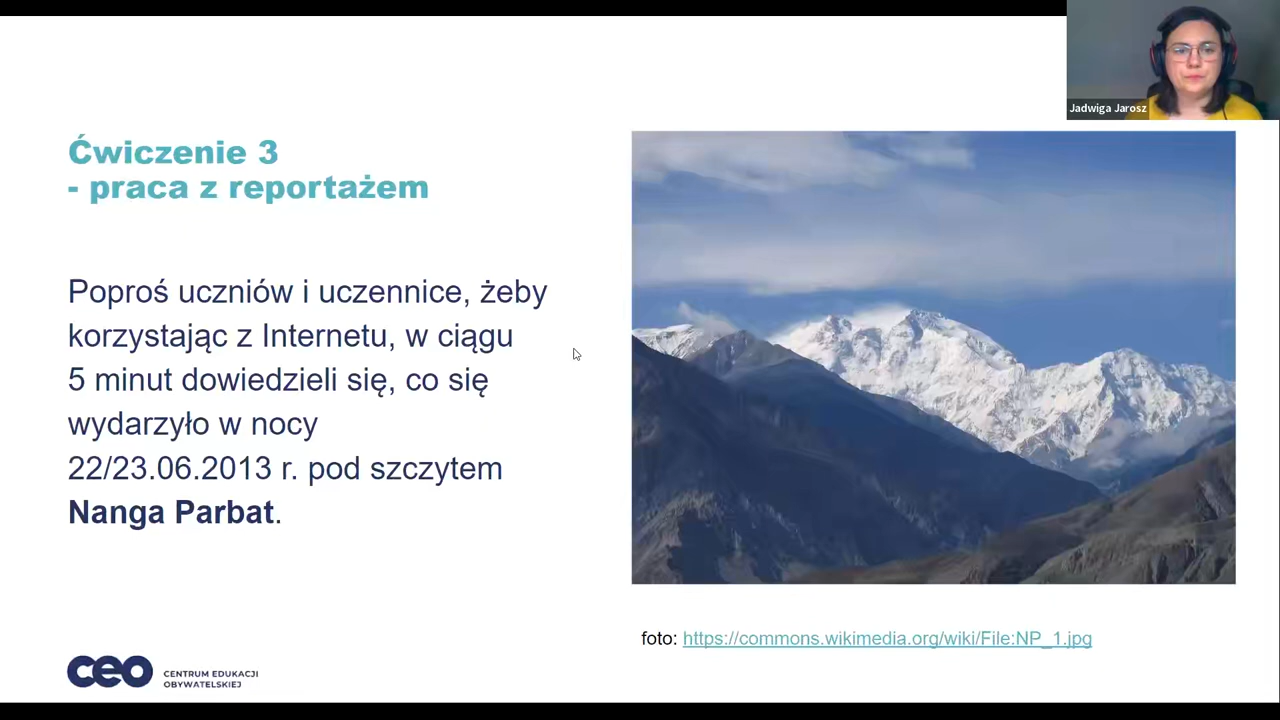 Jadwiga Jarosz
Ćwiczenie 3
- praca z reportażem
Poproś uczniów i uczennice, żeby
korzystając z Internetu, w ciągu
5 minut dowiedzieli się, co się
wydarzyło w nocy
22/23.06.2013 r. pod szczytem
Nanga Parbat.
foto: https://commons.wikimedia.org/wiki/File:NP_1.jpg
ceo CENTRUM EDUKACJI
OBYWATELSKIEJ